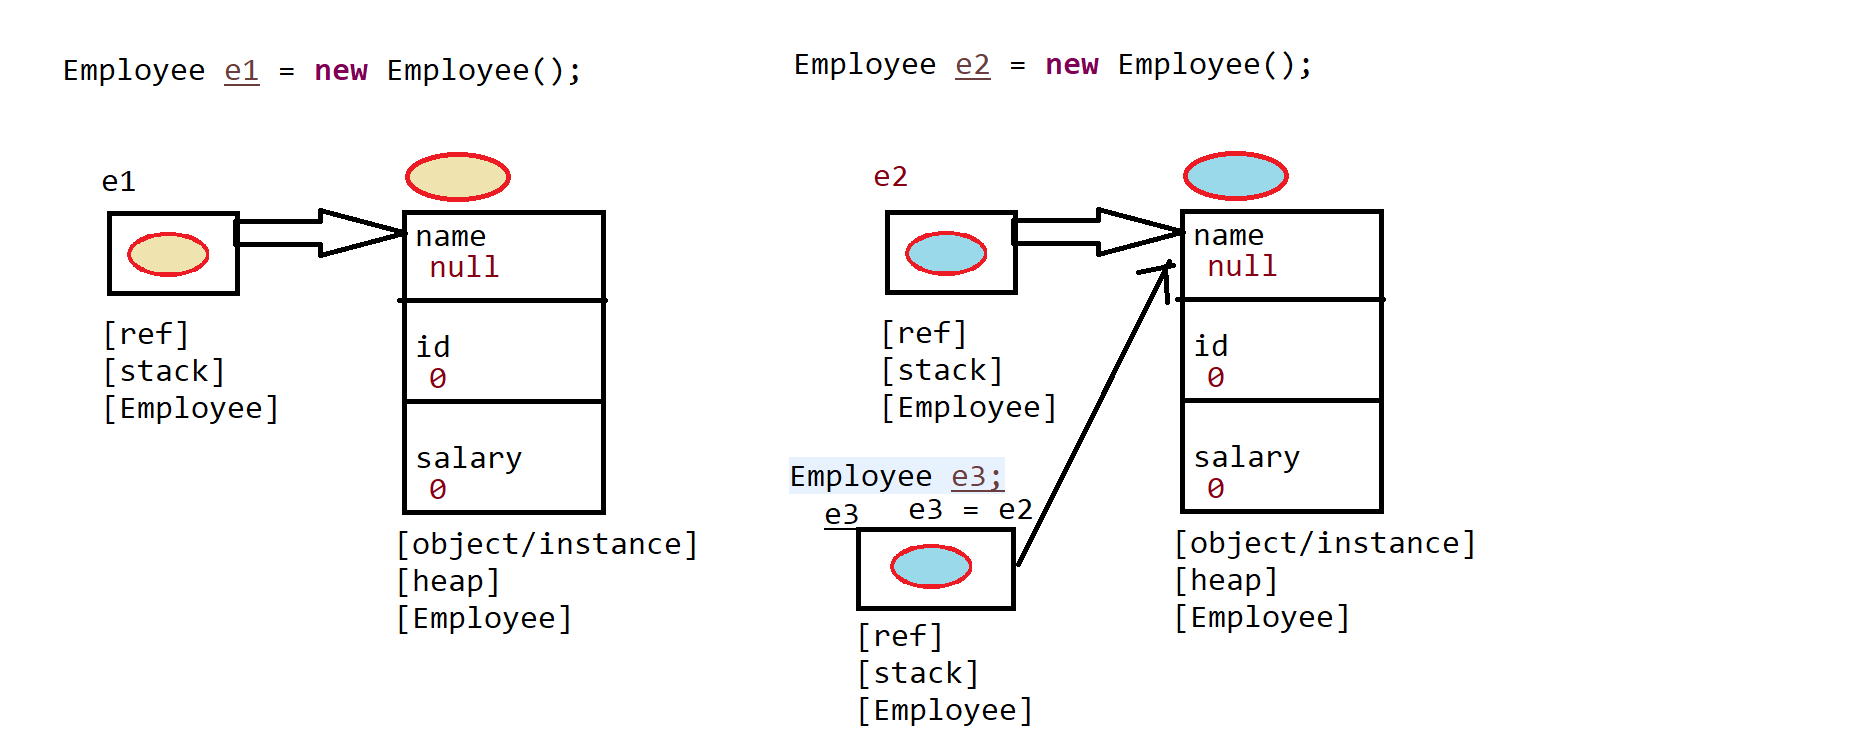 Employee e1 = new Employee();
e1
name
null
id
0
salary
0
[ref]
[stack]
[Employee]
[object/instance]
[heap]
[Employee]
Employee e2 = new Employee();
e2
name
null
id
0
salary
0
[ref]
[stack]
[Employee]
[object/instance]
[heap]
[Employee]
Employee e3;
e3 = e2
e3
[ref]
[stack]
[Employee]